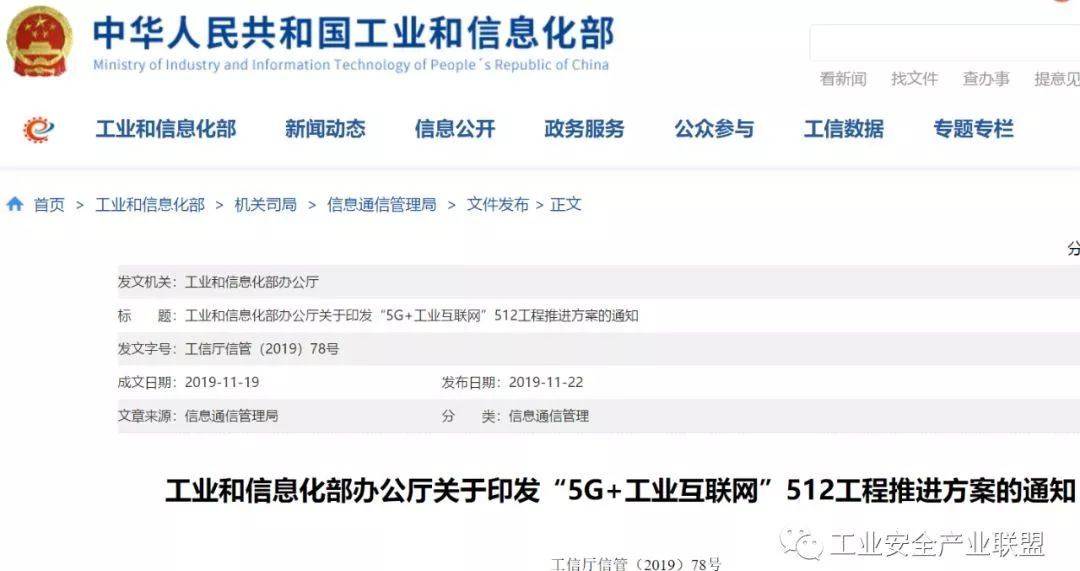 中华人民共和国工业和信息化部
Ministry of Industry and Information Technology of People´s Republic of China
看新闻 找文件 查办事 提意见
工业和信息化部 新闻动态 信息公开 政务服务 公众参与 工信数据 专题专栏
首页 > 工业和信息化部 > 机关司局 > 信息通信管理局 > 文件发布 > 正文
分
发文机关：工业和信息化部办公厅
标 题：工业和信息化部办公厅关于印发“5G+工业互联网”512工程推进方案的通知
发文字号：工信厅信管（2019）78号
成文日期：2019-11-19 发布日期：2019-11-22
文章来源：信息通信管理局 分 类：信息通信管理
工业和信息化部办公厅关于印发“5G+工业互联网”512工程推进方案的通知
工业安全产业联盟
工信厅信管（2019）78号